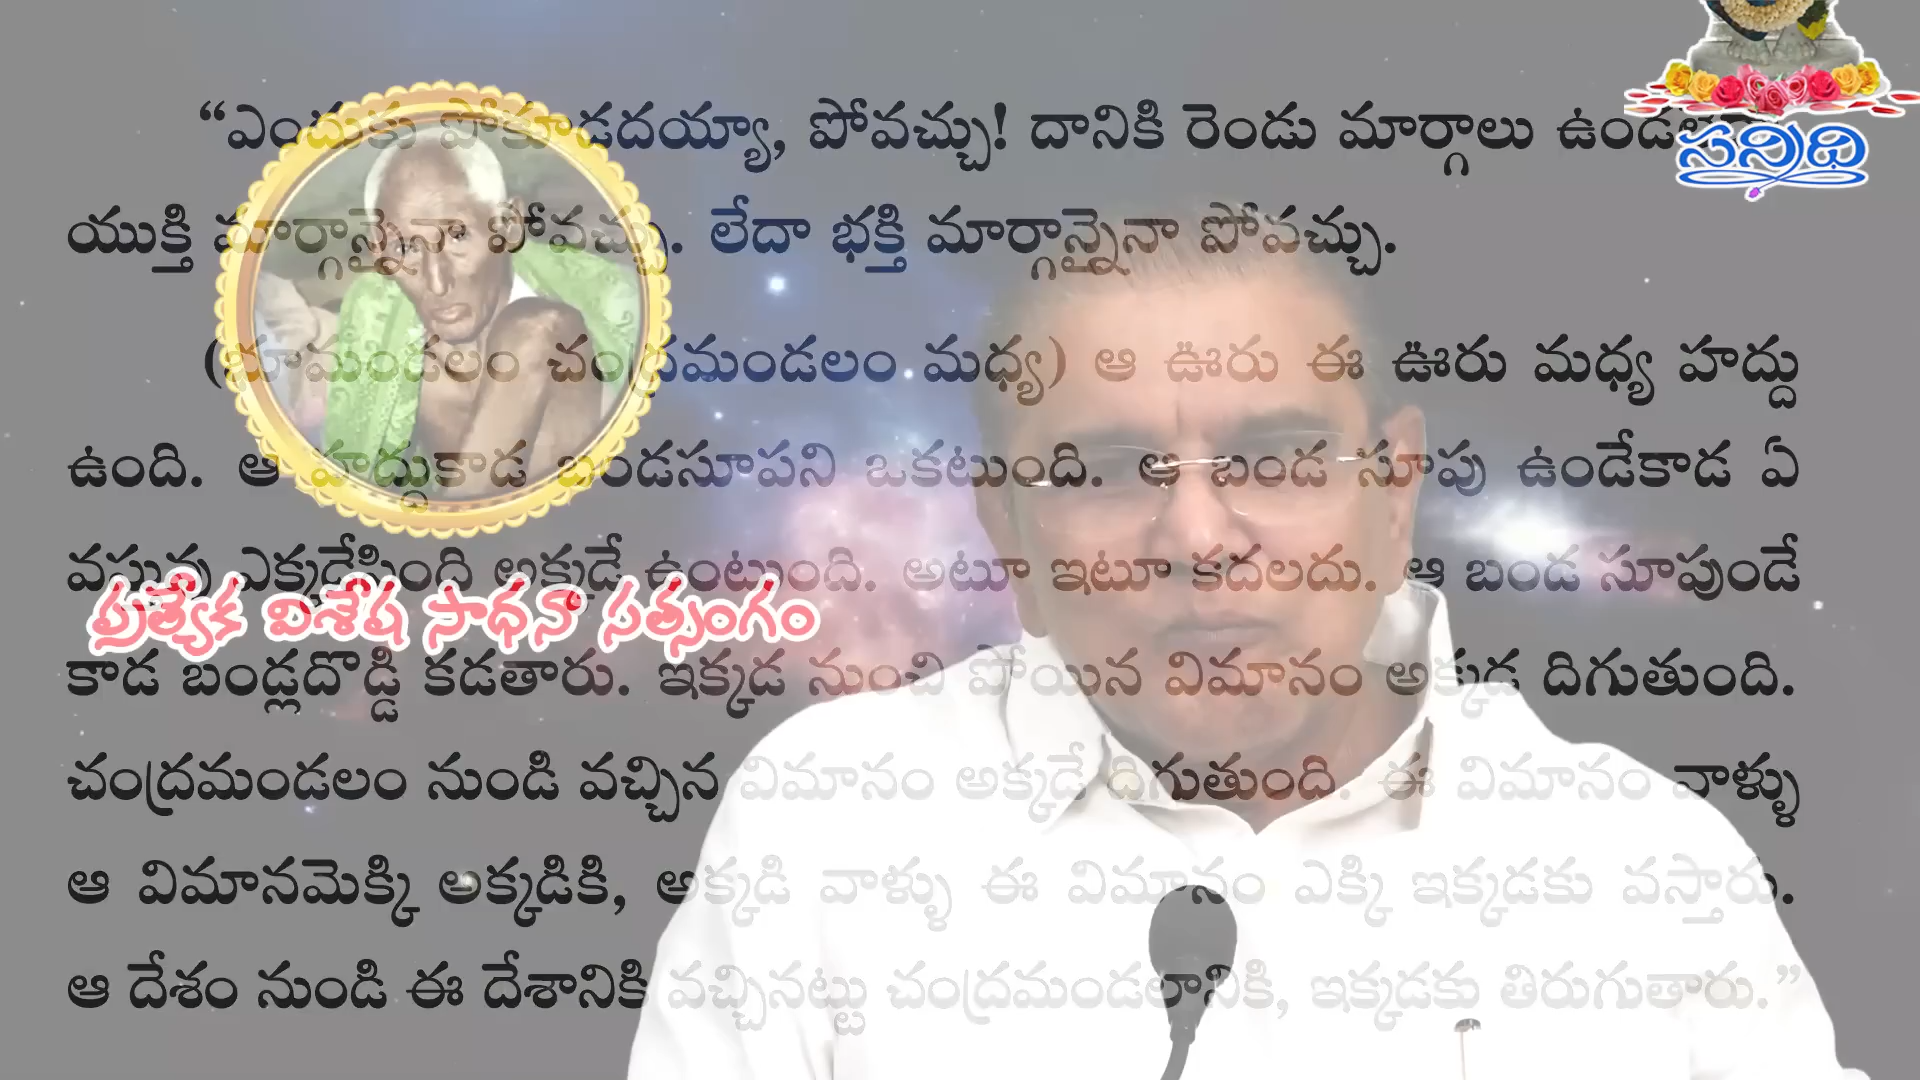 “ఎందుకు పోకూడదయ్యా, పోవచ్చు! దానికి రెండు మార్గాలు
సన్నిధి
యుక్తి మార్గాన్నైనా పోవచ్చు. లేదా భక్తి మార్గాన్నైనా పోవచ్చు.
(భూమండలం చంద్రమండలం మధ్య) ఆ ఊరు ఈ ఊరు మధ్య హద్దు
ఉంది. ఆ హద్దుకాడ బండసూపని ఒకటుంది. ఆ బండ సూపు ఉండేకాడ ఏ
వస్తువు ఎక్కడేసింది అక్కడే ఉంటుంది. అటూ ఇటూ కదలదు. ఆ బండ సూపుండే
ప్రత్యేక విశేష సాధనా సత్సంగం
కాడ బండ్లదొడ్డి కడతారు. ఇక్కడ నుంచి పోయిన విమానం అక్కడ దిగుతుంది.
చంద్రమండలం నుండి వచ్చిన విమానం అక్కడే దిగుతుంది. ఈ విమానం వాళ్ళు
ఆ విమానమెక్కి అక్కడికి, అక్కడి వాళ్ళు ఈ విమానం ఎక్కి ఇక్కడకు వస్తారు.
ఆ దేశం నుండి ఈ దేశానికి వచ్చినట్టు చంద్రమండలానికి, ఇక్కడకు తిరుగుతారు.”